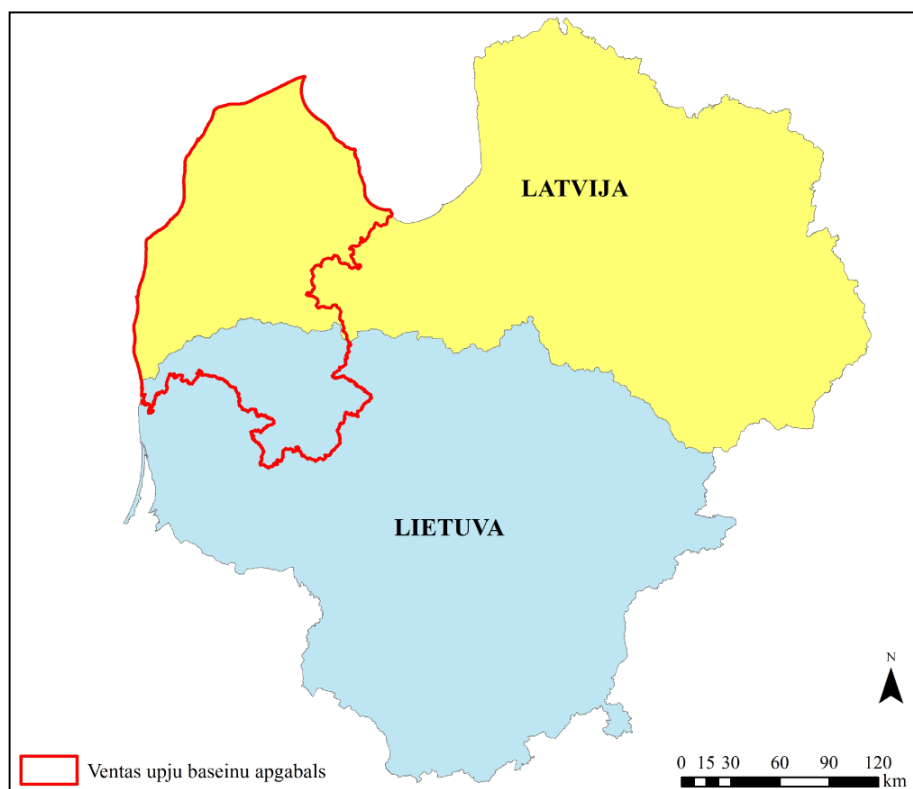 LATVIJA
LIETUVA
N
Ventas upju baseinu apgabals
0 15 30 60 90 120
km